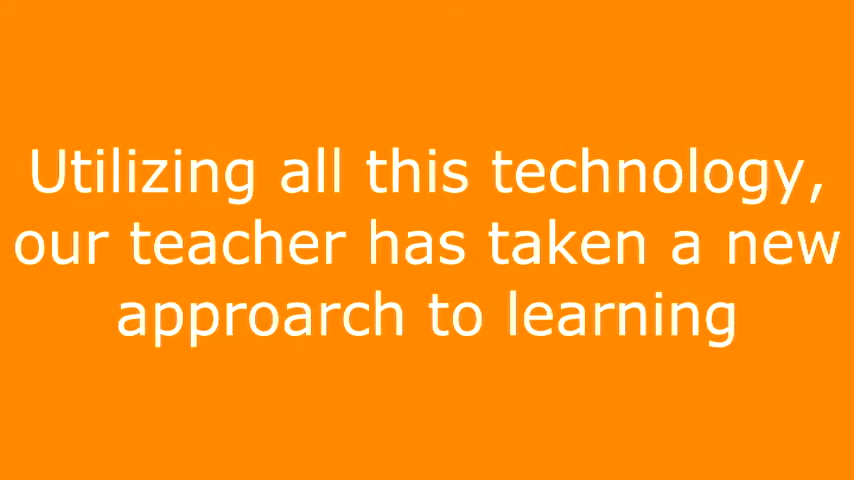 Utilizing all this technology,
our teacher has taken a new
approarch to learning